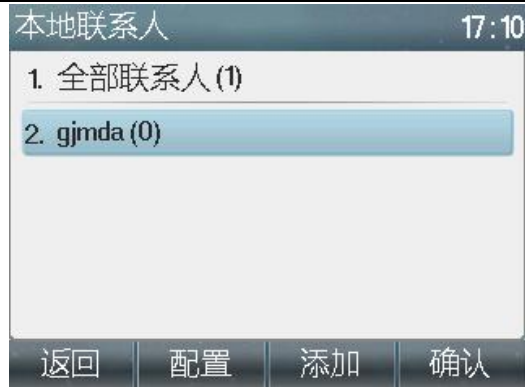 本地联系人 17:10
1. 全部联系人(1)
2. gjmda (0)
返回 配置 添加 确认